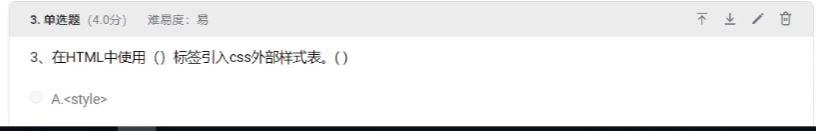 3. 单选题 (4.0分) 难易度：易
3、在HTML中使用（）标签引入css外部样式表。( )
A.<style>